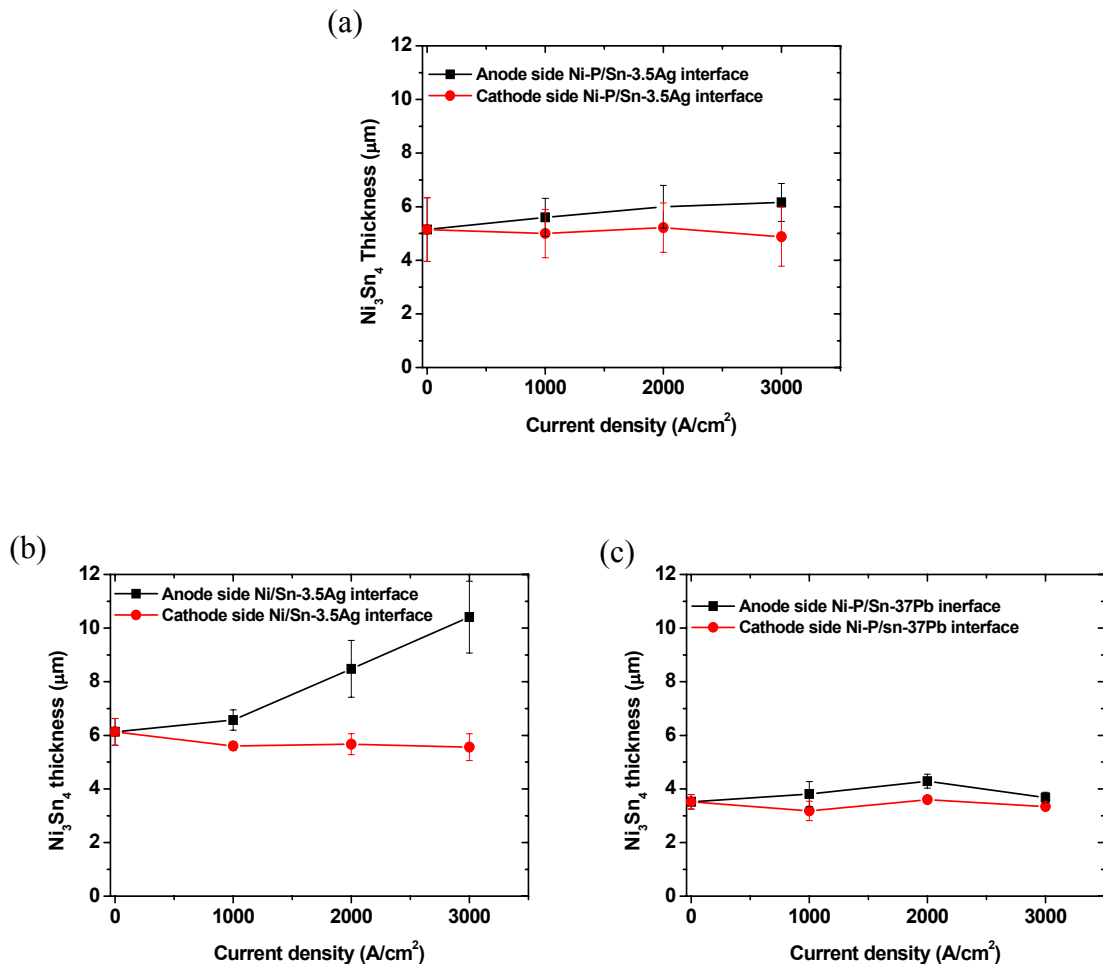 (a)
12
10
8
6
4
2
0
Ni₃Sn₄ Thickness (μm)
Anode side Ni-P/Sn-3.5Ag interface
Cathode side Ni-P/Sn-3.5Ag interface
0 1000 2000 3000
Current density (A/cm²)
(b)
12
10
8
6
4
2
0
Ni₃Sn₄ thickness (μm)
Anode side Ni/Sn-3.5Ag interface
Cathode side Ni/Sn-3.5Ag interface
0 1000 2000 3000
Current density (A/cm²)
(c)
12
10
8
6
4
2
0
Ni₃Sn₄ thickness (μm)
Anode side Ni-P/Sn-37Pb inerface
Cathode side Ni-P/sn-37Pb interface
0 1000 2000 3000
Current density (A/cm²)